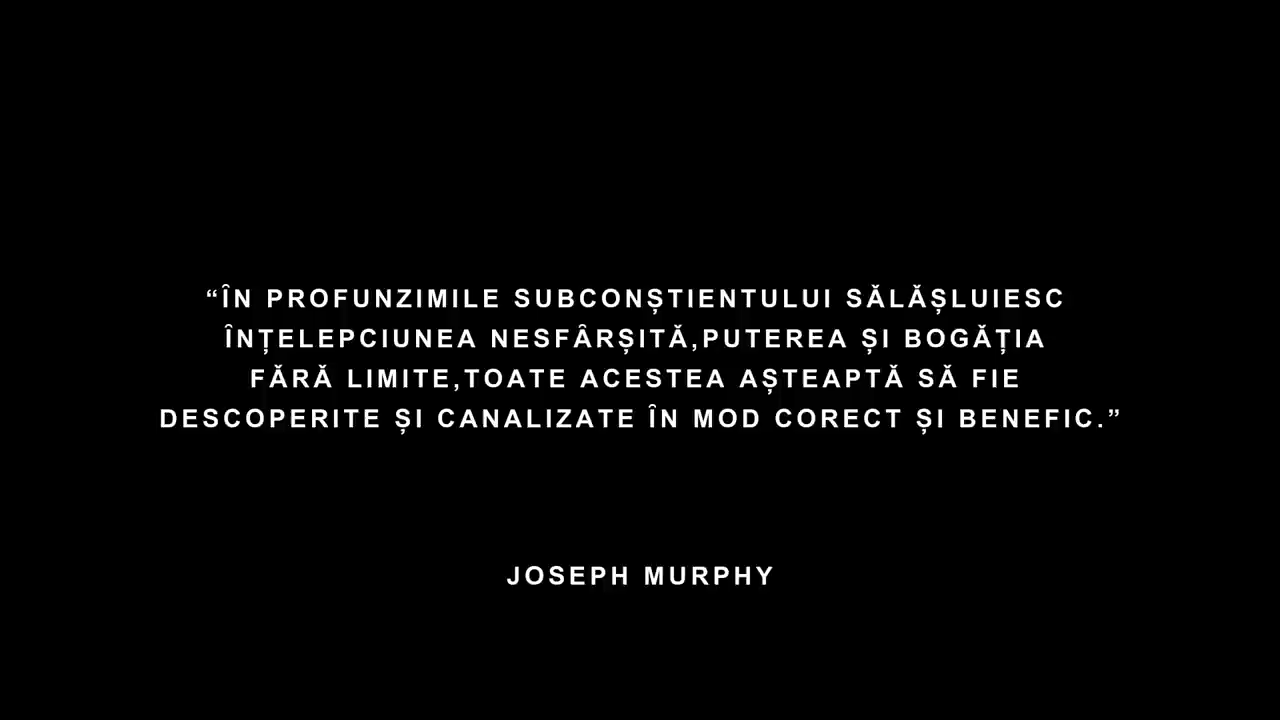 “ÎN PROFUNZIMILE SUBCONȘTIENTULUI SĂLĂȘLUIESC
ÎNȚELEPCIUNEA NESFÂRȘITĂ,PUTEREA ȘI BOGĂȚIA
FĂRĂ LIMITE,TOATE ACESTEA AȘTEAPTĂ SĂ FIE
DESCOPERITE ȘI CANALIZATE ÎN MOD CORECT ȘI BENEFIC.”
JOSEPH MURPHY